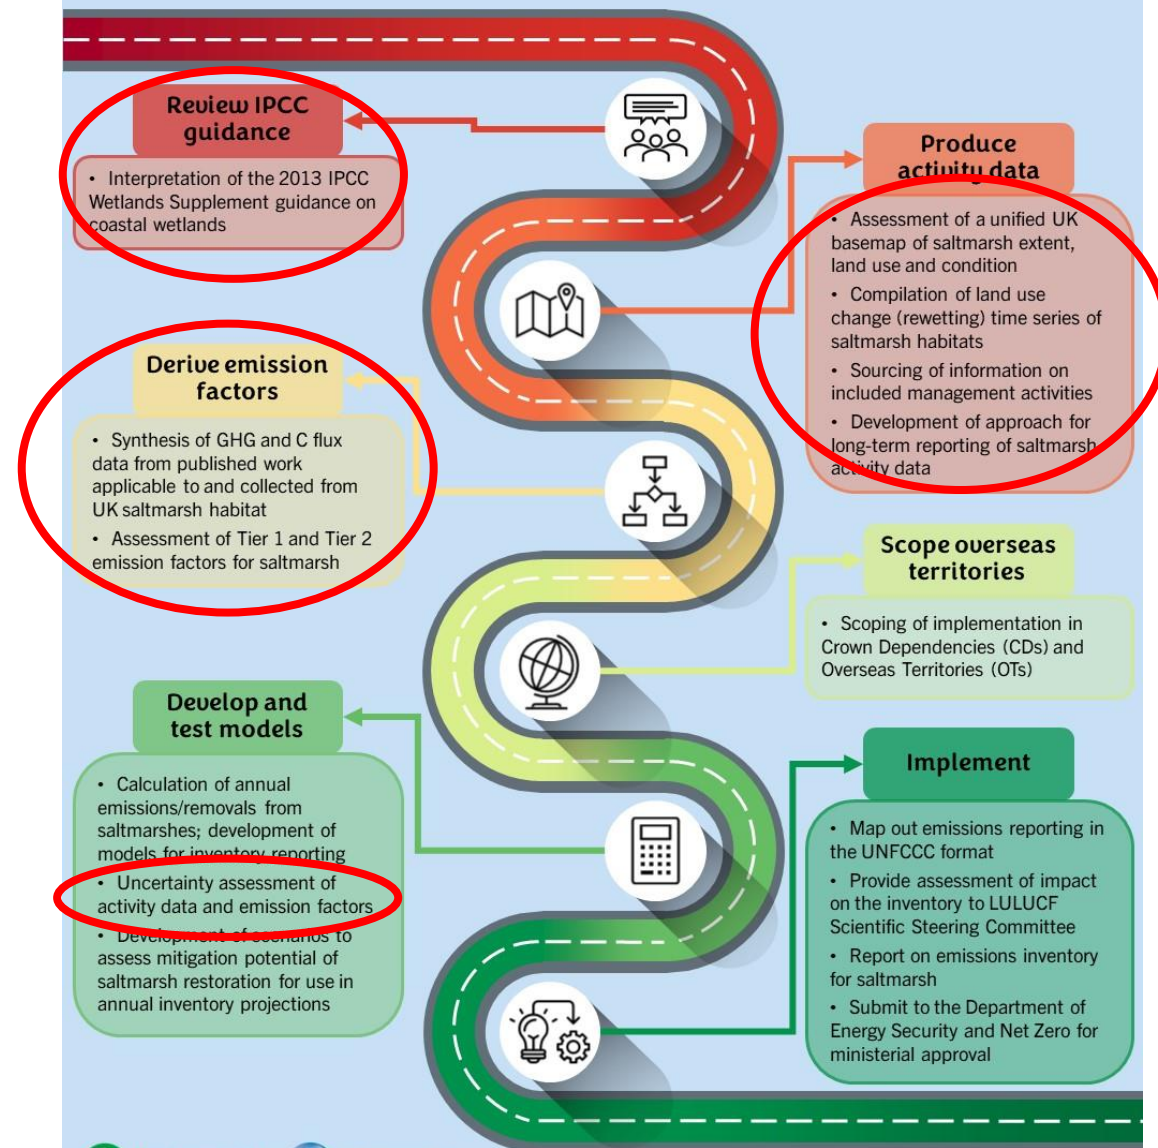 Review IPCC
guidance
• Interpretation of the 2013 IPCC
Wetlands Supplement guidance on
coastal wetlands
Produce
activity data
• Assessment of a unified UK
basemap of saltmarsh extent,
land use and condition
• Compilation of land use
change (rewetting) time series of
saltmarsh habitats
• Sourcing of information on
included management activities
• Development of approach for
long-term reporting of saltmarsh
activity data
Derive emission
factors
• Synthesis of GHG and C flux
data from published work
applicable to and collected from
UK saltmarsh habitat
• Assessment of Tier 1 and Tier 2
emission factors for saltmarsh
Scope overseas
territories
• Scoping of implementation in
Crown Dependencies (CDs) and
Overseas Territories (OTs)
Develop and
test models
• Calculation of annual
emissions/removals from
saltmarshes; development of
models for inventory reporting
• Uncertainty assessment of
activity data and emission factors
• Development of scenarios to
assess mitigation potential of
saltmarsh restoration for use in
annual inventory projections
Implement
• Map out emissions reporting in
the UNFCCC format
• Provide assessment of impact
on the inventory to LULUCF
Scientific Steering Committee
• Report on emissions inventory
for saltmarsh
• Submit to the Department of
Energy Security and Net Zero for
ministerial approval